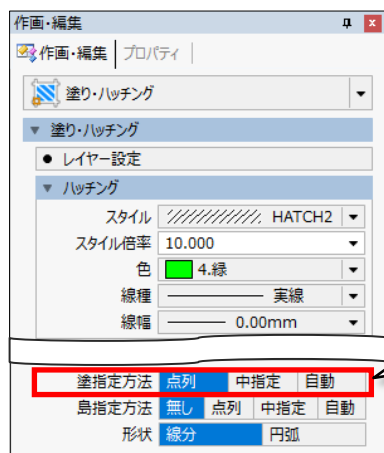 作画・編集
作画・編集 プロパティ
塗り・ハッチング
塗り・ハッチング
● レイヤー設定
ハッチング
スタイル HATCH2
スタイル倍率 10.000
色 4.緑
線種 実線
線幅 0.00mm
塗指定方法 点列 中指定 自動
島指定方法 無し 点列 中指定 自動
形状 線分 円弧